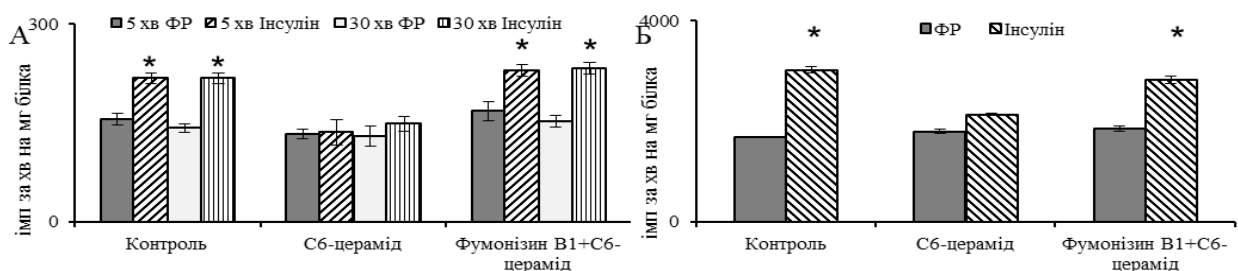 А
300
5 хв ФР 5 хв Інсулін 30 хв ФР 30 хв Інсулін
* * * *
імп за хв на мг білка
0
Контроль С6-церамід Фумонізин В1+С6-
церамід
Б
4000
ФР Інсулін
* *
імп за хв на мг білка
0
Контроль С6-церамід Фумонізин В1+С6-
церамід